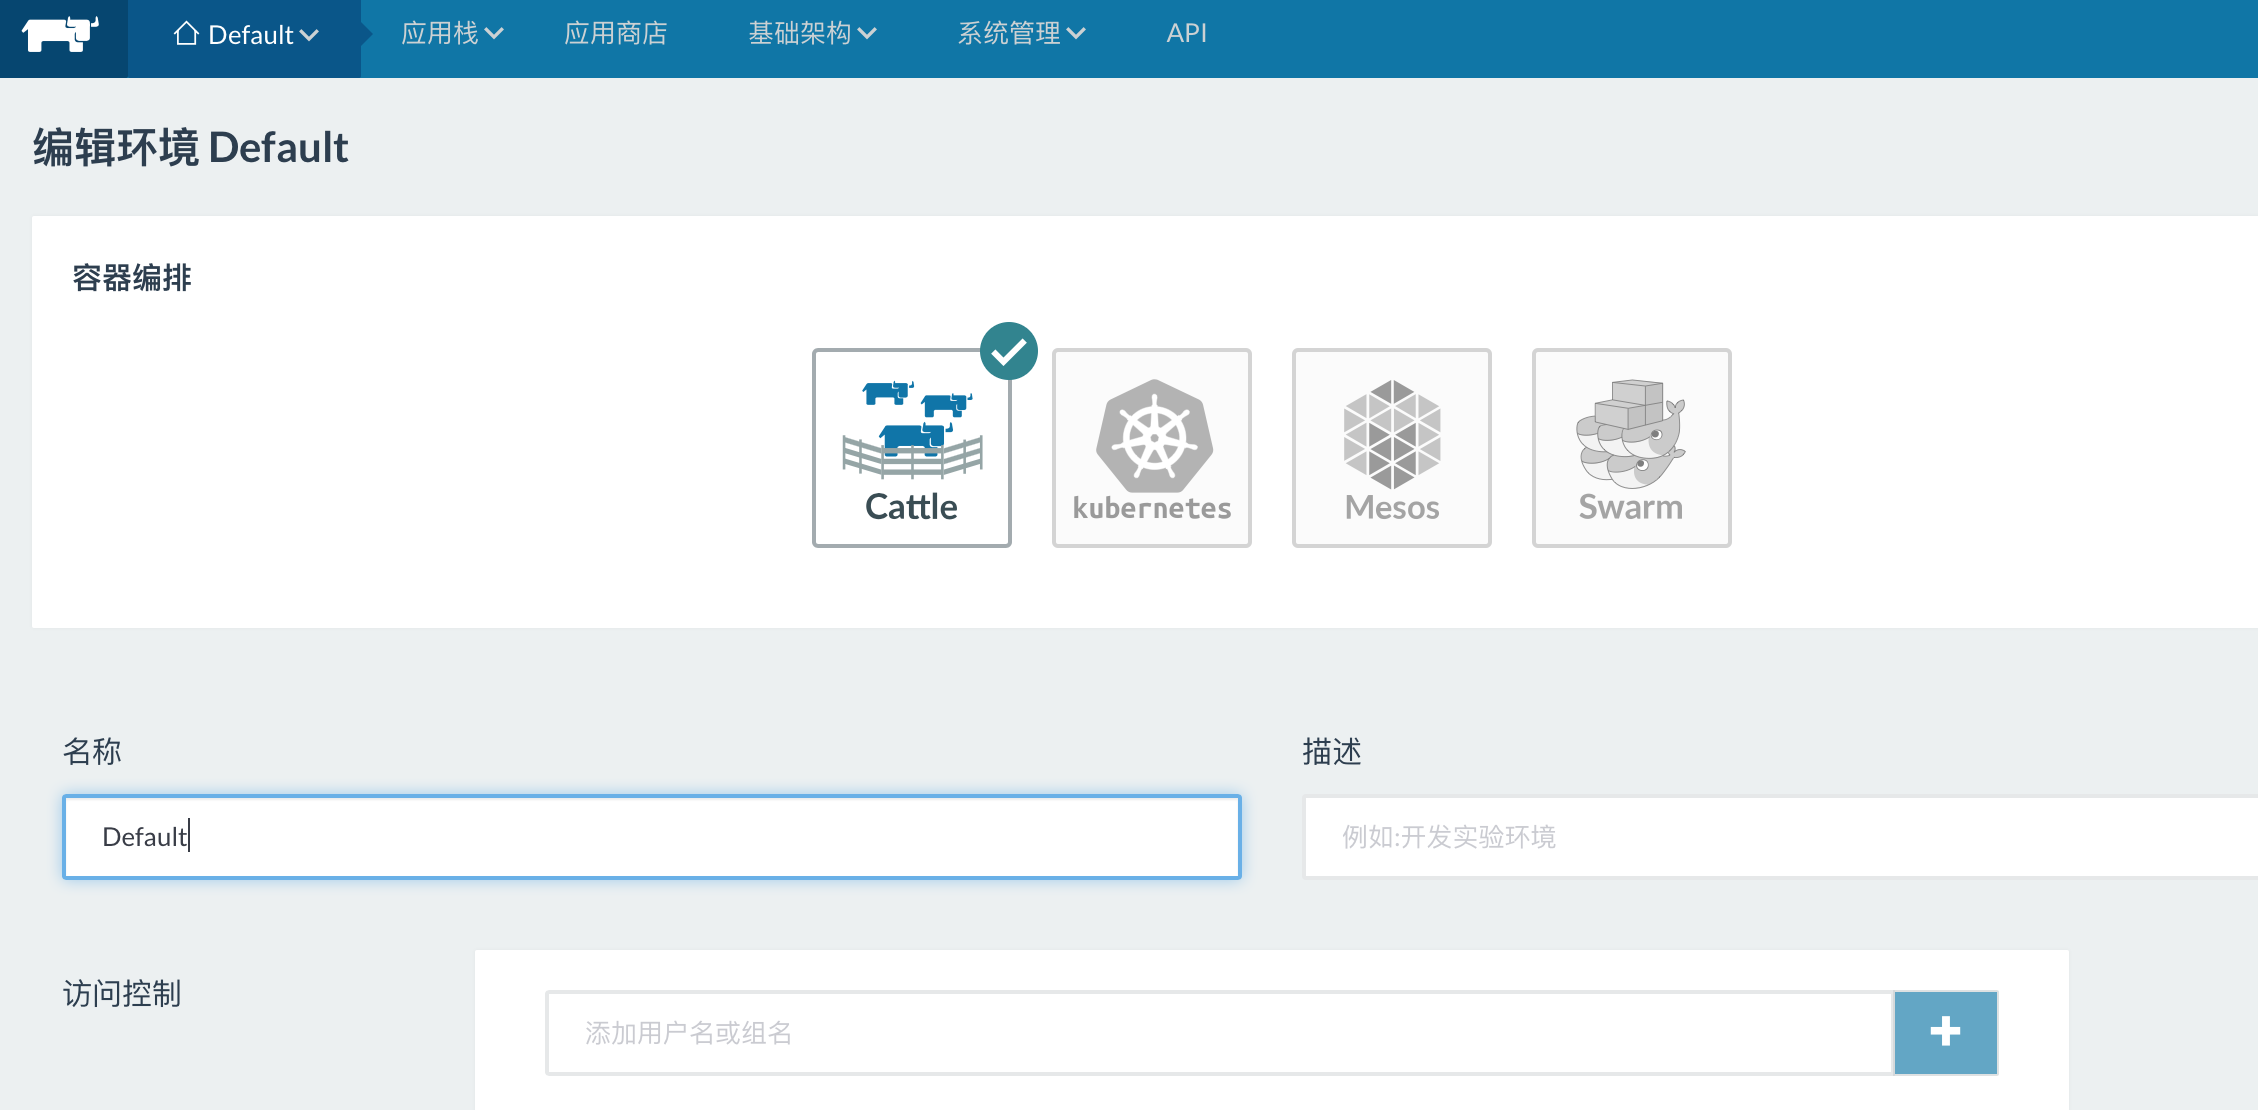 Default 应用栈 应用商店 基础架构 系统管理 API
编辑环境 Default
容器编排
Cattle kubernetes Mesos Swarm
名称 描述
Default 例如:开发实验环境
访问控制
添加用户名或组名